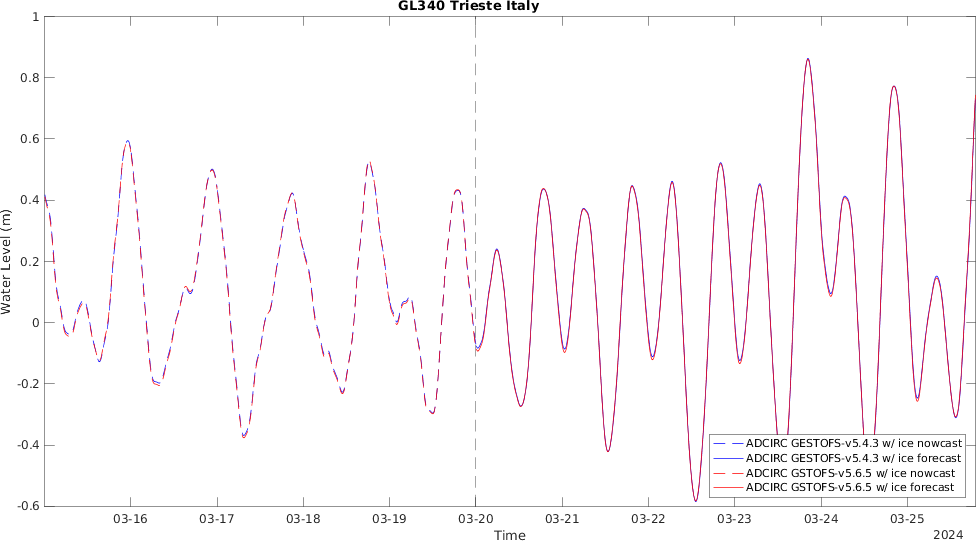 GL340 Trieste Italy
1
0.8
0.6
0.4
0.2
0
-0.2
-0.4
-0.6
Water Level (m)
ADCIRC GESTOFS-v5.4.3 w/ ice nowcast
ADCIRC GESTOFS-v5.4.3 w/ ice forecast
ADCIRC GSTOFS-v5.6.5 w/ ice nowcast
ADCIRC GSTOFS-v5.6.5 w/ ice forecast
03-16 03-17 03-18 03-19 03-20 03-21 03-22 03-23 03-24 03-25
Time
2024